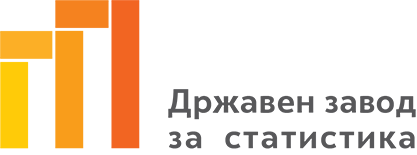 Државен завод
за статистика